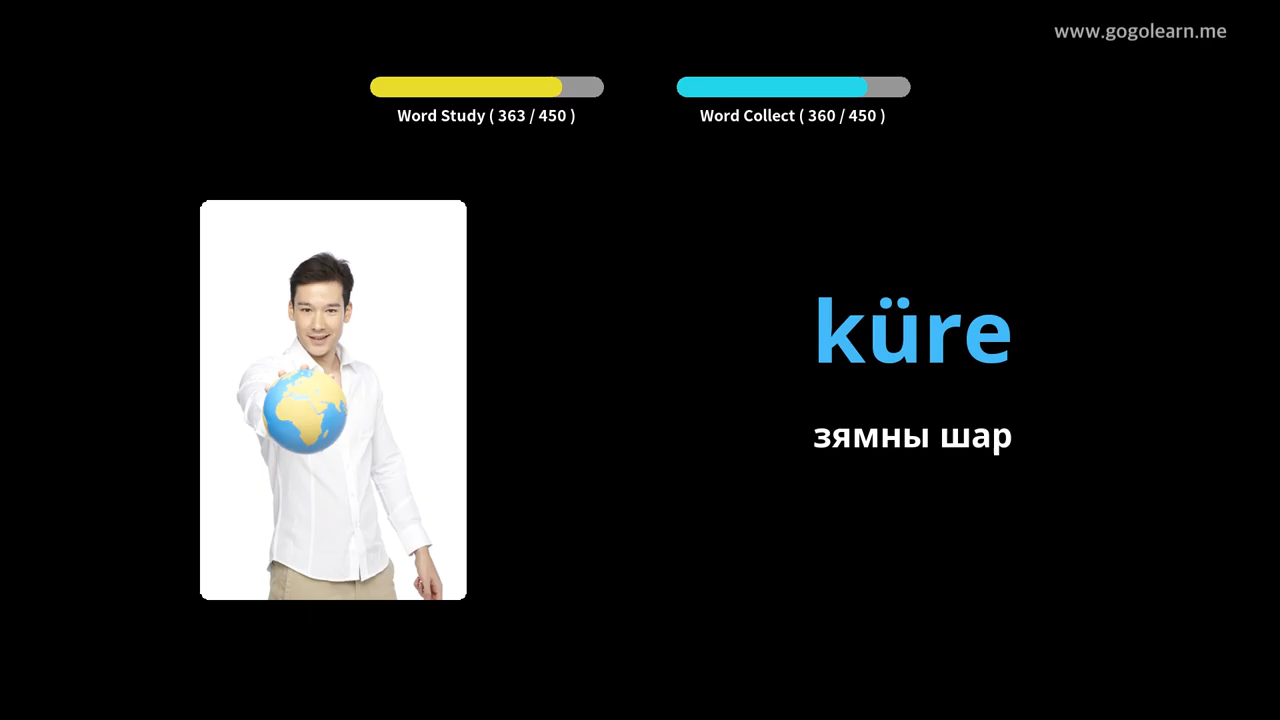 www.gogolearn.me
Word Study ( 363 / 450 )
Word Collect ( 360 / 450 )
küre
зямны шар